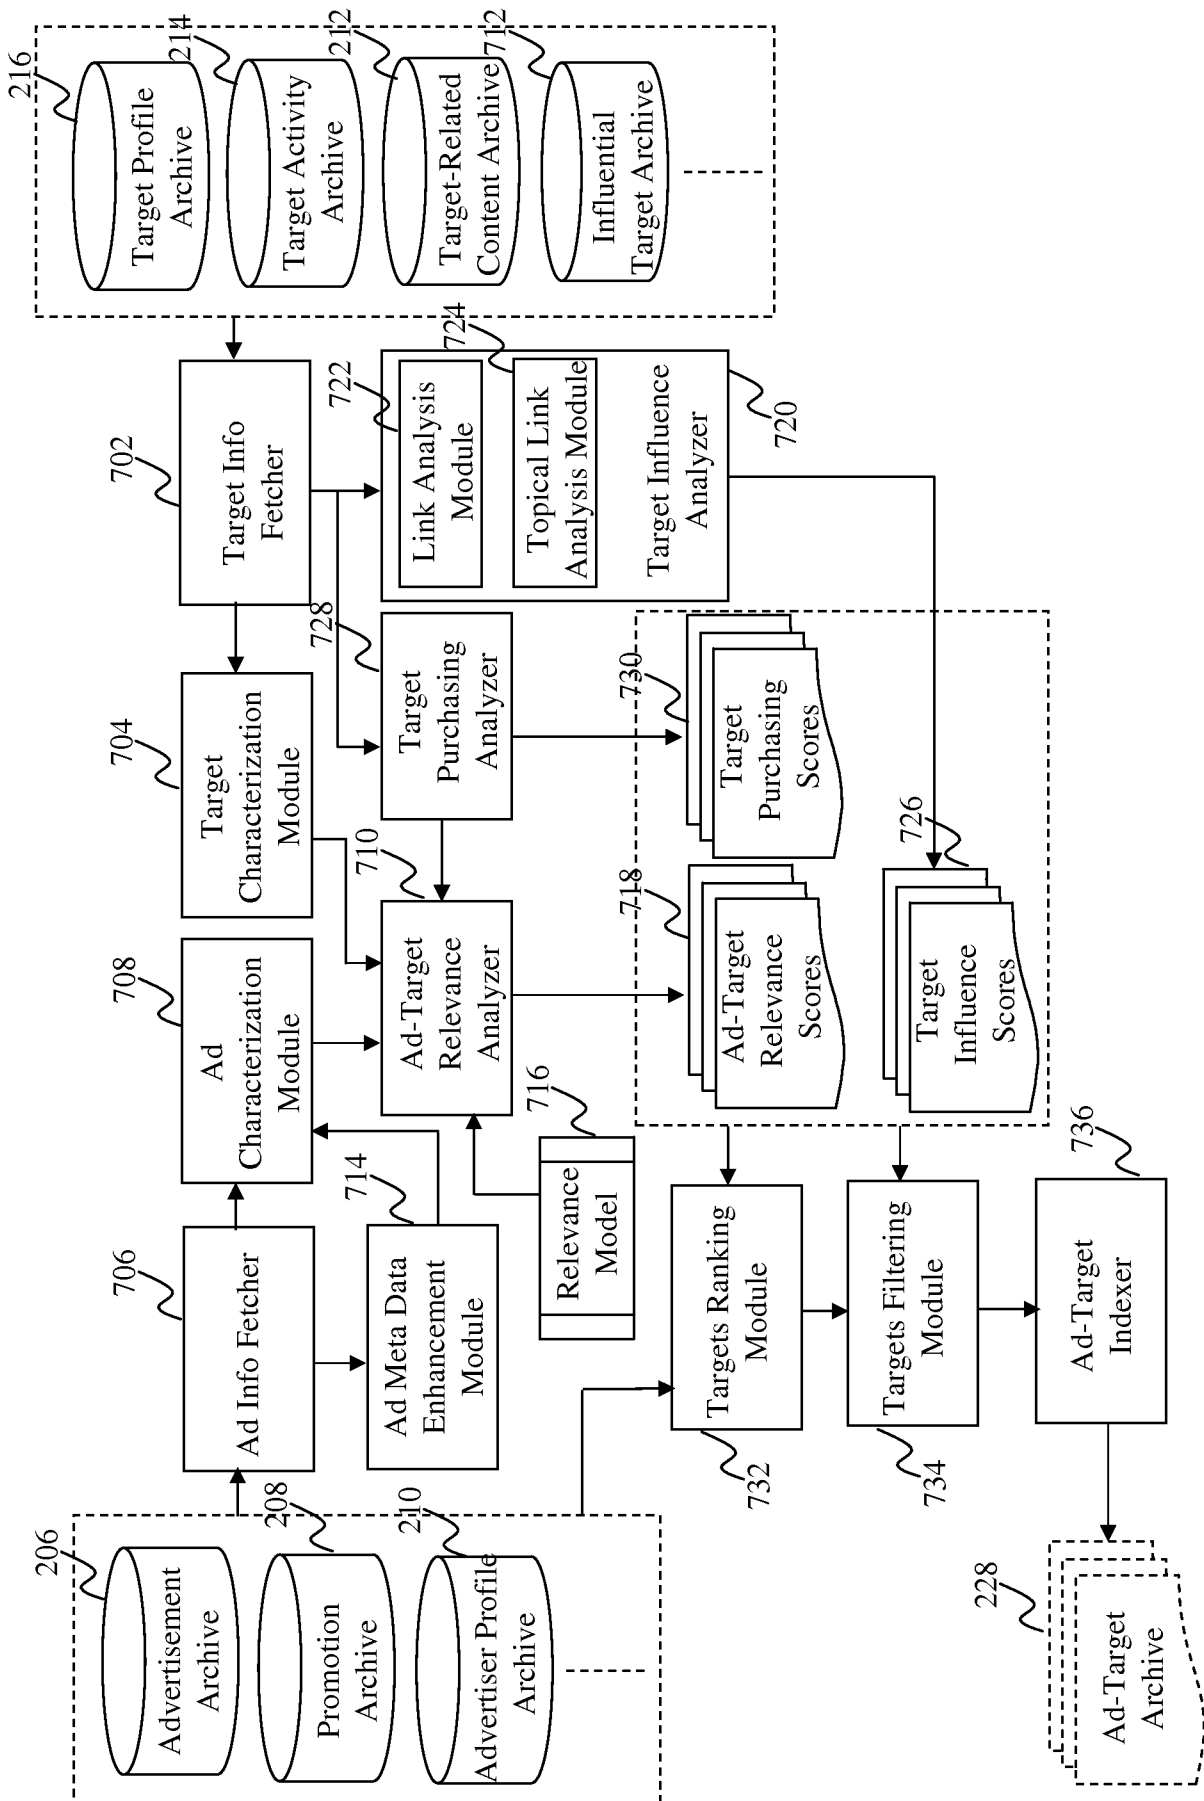 206
Advertisement
Archive
208
Promotion
Archive
210
Advertiser Profile
Archive
706
Ad Info Fetcher
708
Ad
Characterization
Module
704
Target
Characterization
Module
702
Target Info
Fetcher
216
Target Profile
Archive
214
Target Activity
Archive
212
Target-Related
Content Archive
712
Influential
Target Archive
714
Ad Meta Data
Enhancement
Module
716
Relevance Model
710
Ad-Target
Relevance
Analyzer
728
Target
Purchasing
Analyzer
722
Link Analysis
Module
724
Topical Link
Analysis Module
Target Influence
Analyzer
720
718
Ad-Target
Relevance
Scores
730
Target
Purchasing
Scores
726
Target
Influence
Scores
732
Targets Ranking
Module
734
Targets Filtering
Module
736
Ad-Target
Indexer
228
Ad-Target
Archive